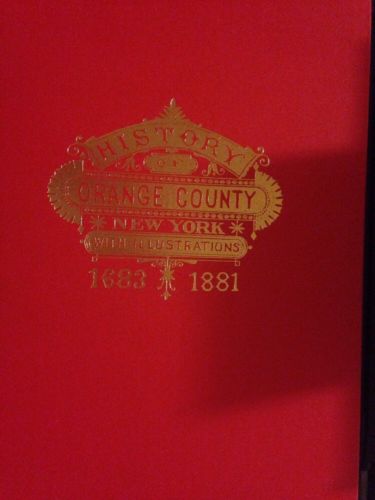 HISTORY
OF
ORANGE COUNTY
NEW YORK
WITH ILLUSTRATIONS
1683 1881